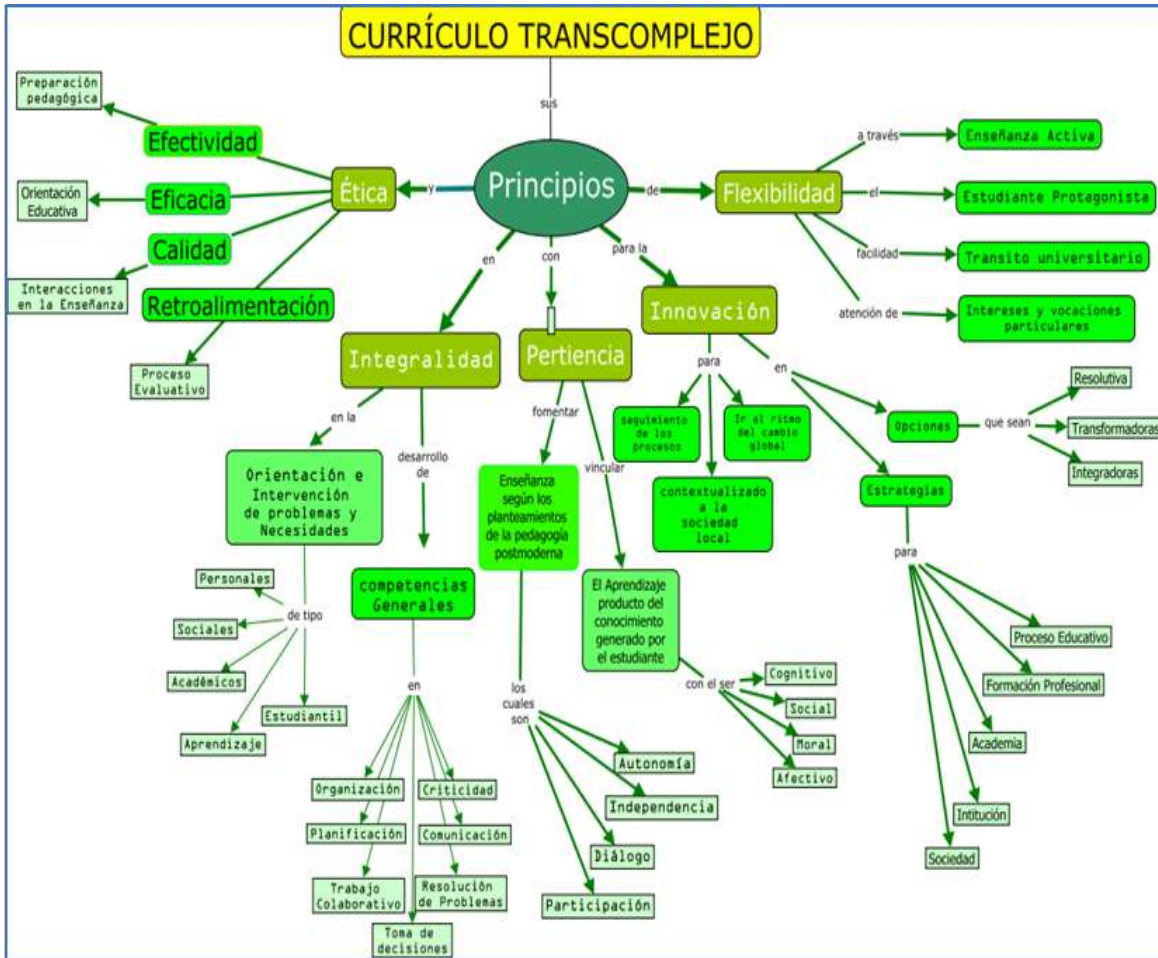 CURRÍCULO TRANSCOMPLEJO
sus
Principios
y
Ética
Efectividad
Preparación
pedagógica
Eficacia
Orientación
Educativa
Calidad
Interacciones
en la Enseñanza
Retroalimentación
Proceso
Evaluativo
de
Flexibilidad
a través
Enseñanza Activa
el
Estudiante Protagonista
facilidad
Transito universitario
atención de
Intereses y vocaciones
particulares
en
Integralidad
en la
Orientación e
Intervención
de problemas y
Necesidades
de tipo
Personales
Sociales
Académicos
Aprendizaje
Estudiantil
desarrollo
de
competencias
Generales
en
Organización
Planificación
Trabajo
Colaborativo
Toma de
decisiones
Criticidad
Comunicación
Resolución
de Problemas
con
Pertiencia
fomentar
Enseñanza
según los
planteamientos
de la pedagogía
postmoderna
los
cuales
son
Autonomía
Independencia
Diálogo
Participación
vincular
El Aprendizaje
producto del
conocimiento
generado por
el estudiante
con el ser
Cognitivo
Social
Moral
Afectivo
para la
Innovación
para
seguimiento
de los
procesos
Ir al ritmo
del cambio
global
contextualizado
a la
sociedad
local
en
Opciones
que sean
Resolutiva
Transformadoras
Integradoras
Estrategias
para
Proceso Educativo
Formación Profesional
Academia
Intitución
Sociedad